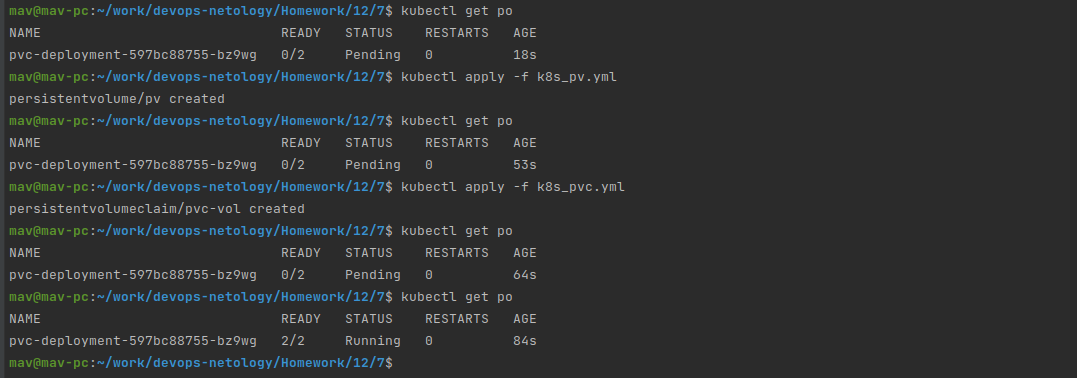 mav@mav-pc:~/work/devops-netology/Homework/12/7$ kubectl get po
NAME                              READY   STATUS    RESTARTS   AGE
pvc-deployment-597bc88755-bz9wg   0/2     Pending   0          18s
mav@mav-pc:~/work/devops-netology/Homework/12/7$ kubectl apply -f k8s_pv.yml
persistentvolume/pv created
mav@mav-pc:~/work/devops-netology/Homework/12/7$ kubectl get po
NAME                              READY   STATUS    RESTARTS   AGE
pvc-deployment-597bc88755-bz9wg   0/2     Pending   0          53s
mav@mav-pc:~/work/devops-netology/Homework/12/7$ kubectl apply -f k8s_pvc.yml
persistentvolumeclaim/pvc-vol created
mav@mav-pc:~/work/devops-netology/Homework/12/7$ kubectl get po
NAME                              READY   STATUS    RESTARTS   AGE
pvc-deployment-597bc88755-bz9wg   0/2     Pending   0          64s
mav@mav-pc:~/work/devops-netology/Homework/12/7$ kubectl get po
NAME                              READY   STATUS    RESTARTS   AGE
pvc-deployment-597bc88755-bz9wg   2/2     Running   0          84s
mav@mav-pc:~/work/devops-netology/Homework/12/7$